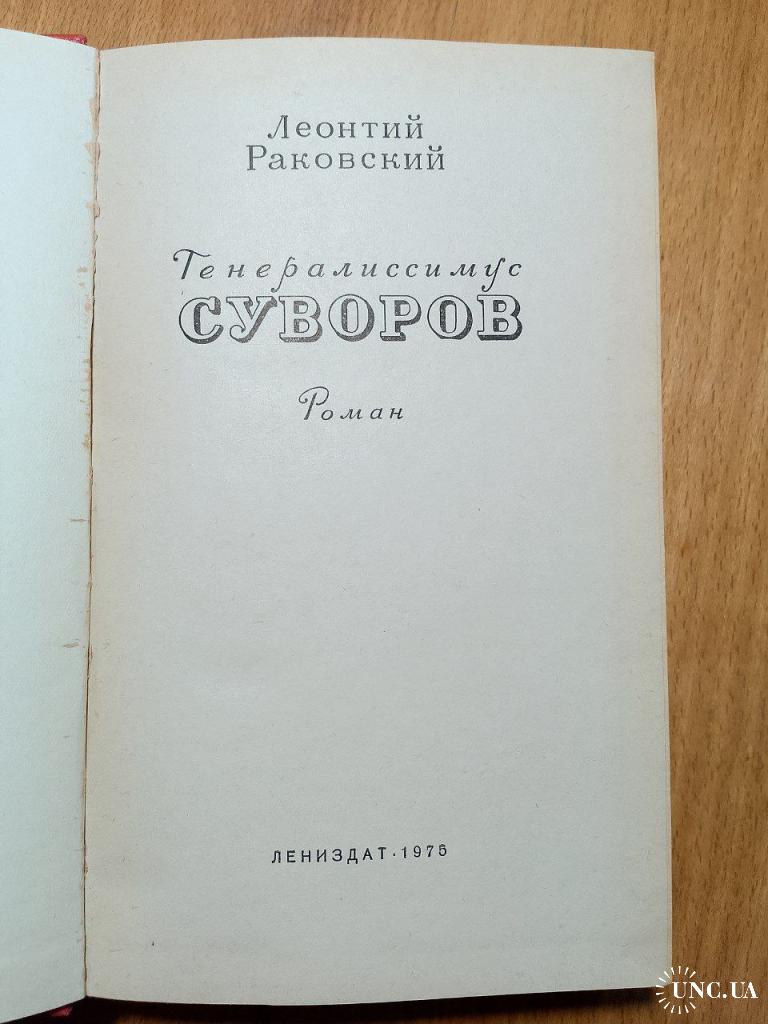 Леонтий
Раковский
Генералиссимус
СУВОРОВ
Роман
ЛЕНИЗДАТ·1975
UNC.UA